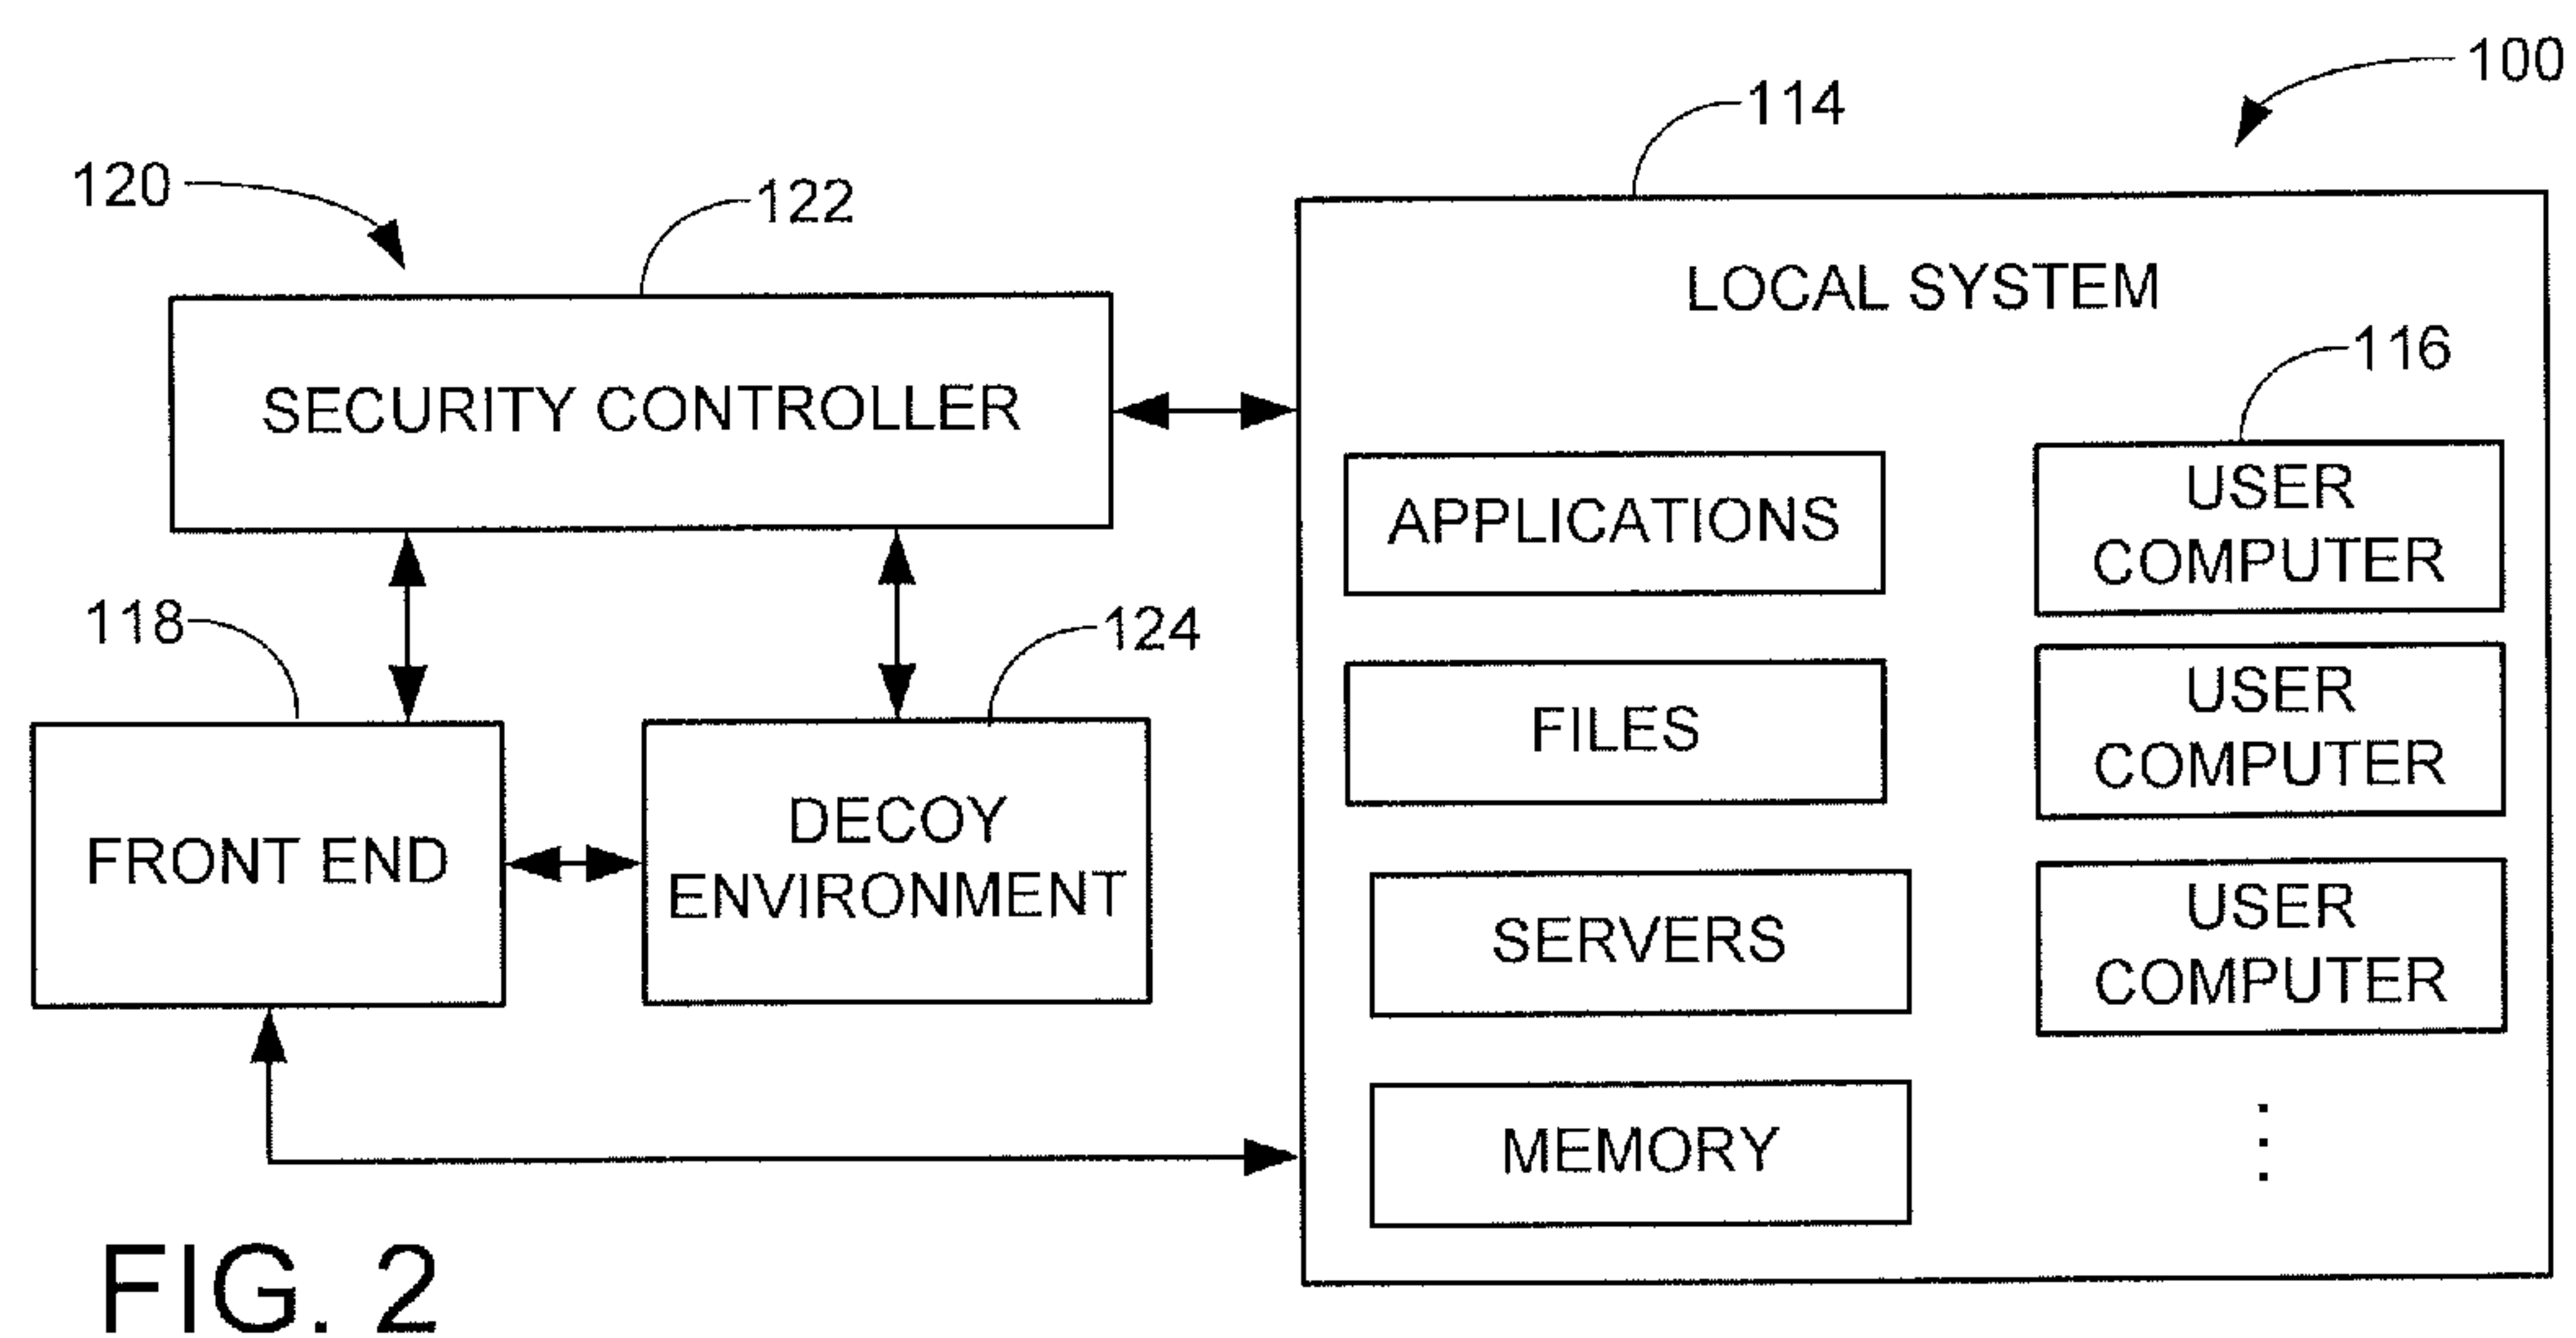 100
114
120
122
LOCAL SYSTEM
116
SECURITY CONTROLLER
APPLICATIONS
USER
COMPUTER
118
124
FILES
USER
COMPUTER
FRONT END
DECOY
ENVIRONMENT
SERVERS
USER
COMPUTER
MEMORY
FIG. 2